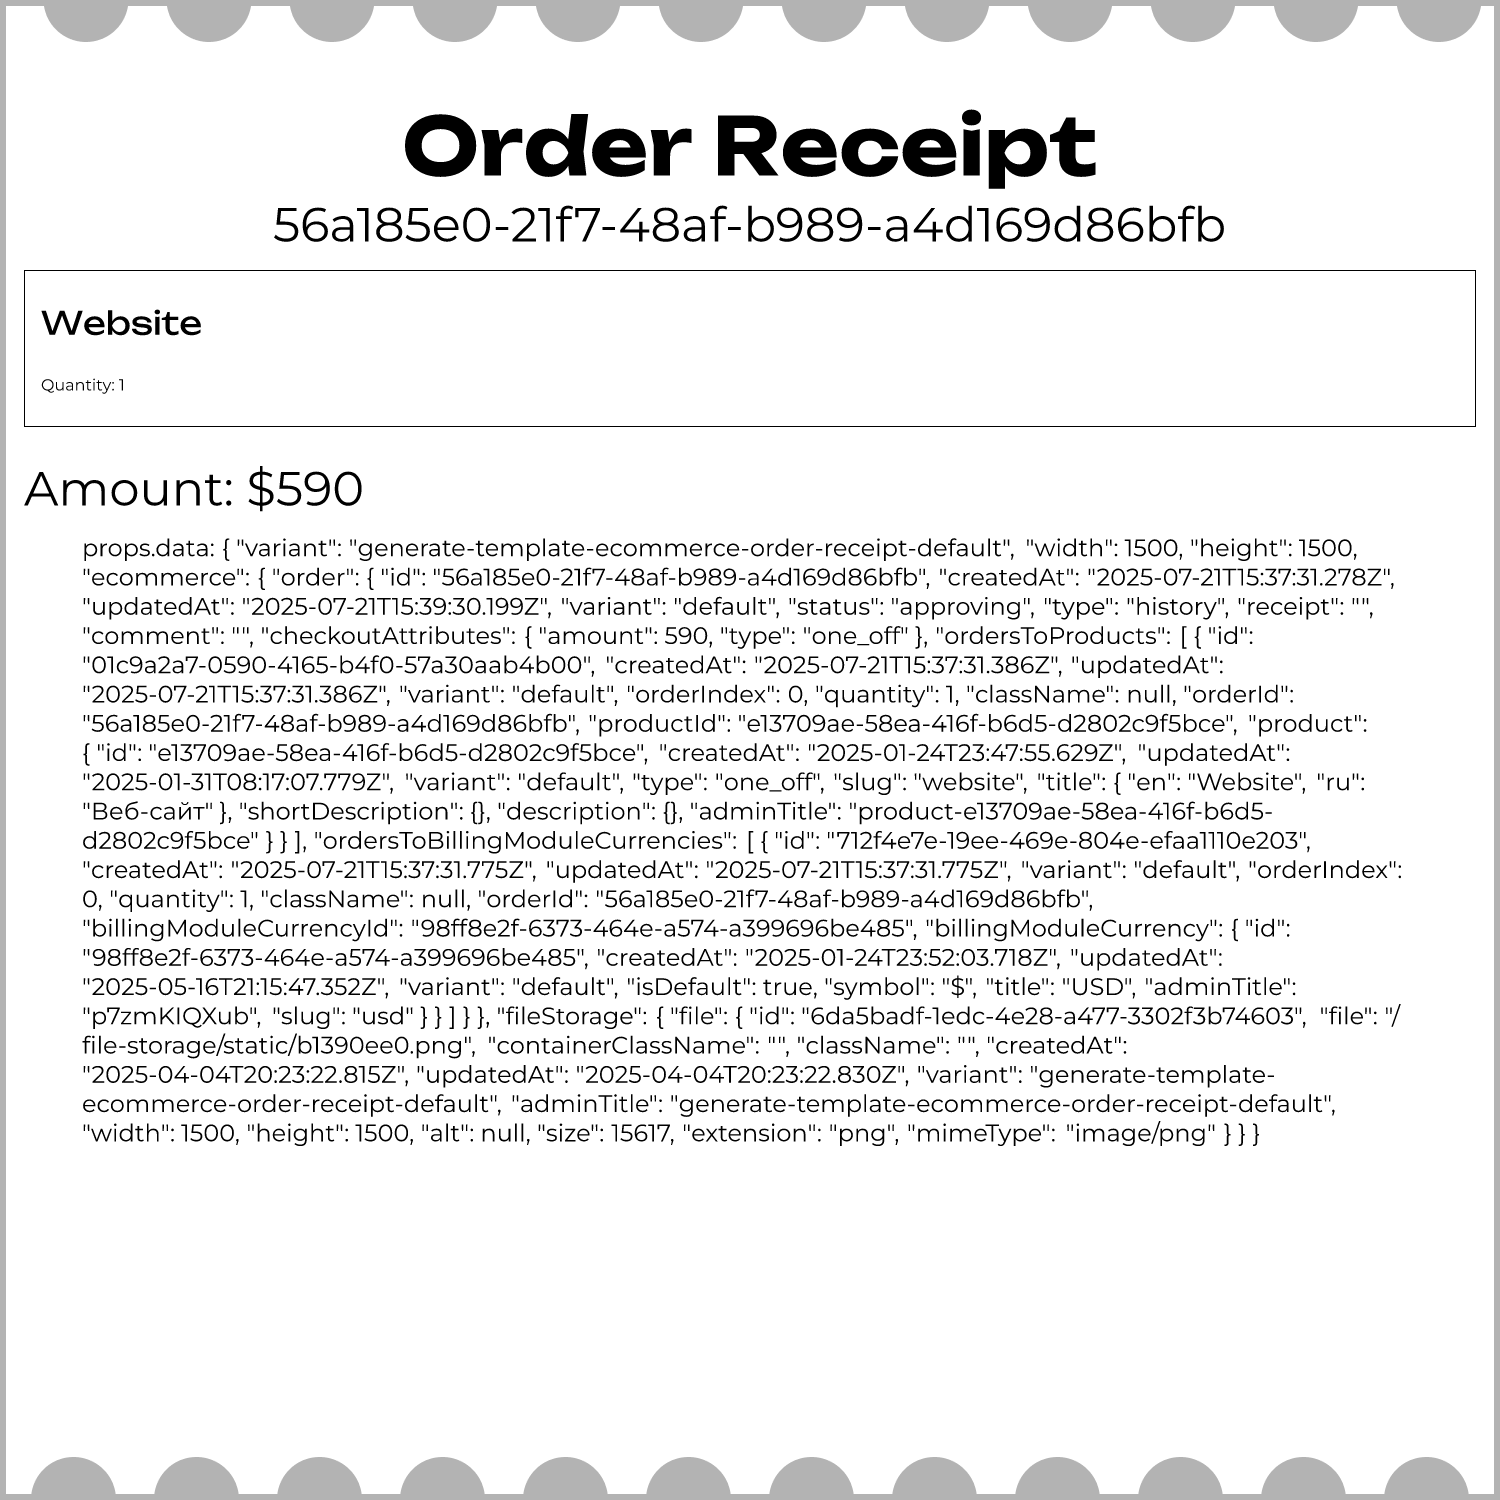 Order Receipt
56a185e0-21f7-48af-b989-a4d169d86bfb
Website
Quantity: 1
Amount: $590
props.data: { "variant": "generate-template-ecommerce-order-receipt-default", "width": 1500, "height": 1500,
"ecommerce": { "order": { "id": "56a185e0-21f7-48af-b989-a4d169d86bfb", "createdAt": "2025-07-21T15:37:31.278Z",
"updatedAt": "2025-07-21T15:39:30.199Z", "variant": "default", "status": "approving", "type": "history", "receipt": "",
"comment": "", "checkoutAttributes": { "amount": 590, "type": "one_off" }, "ordersToProducts": [ { "id":
"01c9a2a7-0590-4165-b4f0-57a30aab4b00", "createdAt": "2025-07-21T15:37:31.386Z", "updatedAt":
"2025-07-21T15:37:31.386Z", "variant": "default", "orderIndex": 0, "quantity": 1, "className": null, "orderId":
"56a185e0-21f7-48af-b989-a4d169d86bfb", "productId": "e13709ae-58ea-416f-b6d5-d2802c9f5bce", "product":
{ "id": "e13709ae-58ea-416f-b6d5-d2802c9f5bce", "createdAt": "2025-01-24T23:47:55.629Z", "updatedAt":
"2025-01-31T08:17:07.779Z", "variant": "default", "type": "one_off", "slug": "website", "title": { "en": "Website", "ru":
"Веб-сайт" }, "shortDescription": {}, "description": {}, "adminTitle": "product-e13709ae-58ea-416f-b6d5-
d2802c9f5bce" } } ], "ordersToBillingModuleCurrencies": [ { "id": "712f4e7e-19ee-469e-804e-efaa1110e203",
"createdAt": "2025-07-21T15:37:31.775Z", "updatedAt": "2025-07-21T15:37:31.775Z", "variant": "default", "orderIndex":
0, "quantity": 1, "className": null, "orderId": "56a185e0-21f7-48af-b989-a4d169d86bfb",
"billingModuleCurrencyId": "98ff8e2f-6373-464e-a574-a399696be485", "billingModuleCurrency": { "id":
"98ff8e2f-6373-464e-a574-a399696be485", "createdAt": "2025-01-24T23:52:03.718Z", "updatedAt":
"2025-05-16T21:15:47.352Z", "variant": "default", "isDefault": true, "symbol": "$", "title": "USD", "adminTitle":
"p7zmKIQXub", "slug": "usd" } } ] } }, "fileStorage": { "file": { "id": "6da5badf-1edc-4e28-a477-3302f3b74603", "file": "/
file-storage/static/b1390ee0.png", "containerClassName": "", "className": "", "createdAt":
"2025-04-04T20:23:22.815Z", "updatedAt": "2025-04-04T20:23:22.830Z", "variant": "generate-template-
ecommerce-order-receipt-default", "adminTitle": "generate-template-ecommerce-order-receipt-default",
"width": 1500, "height": 1500, "alt": null, "size": 15617, "extension": "png", "mimeType": "image/png" } } }